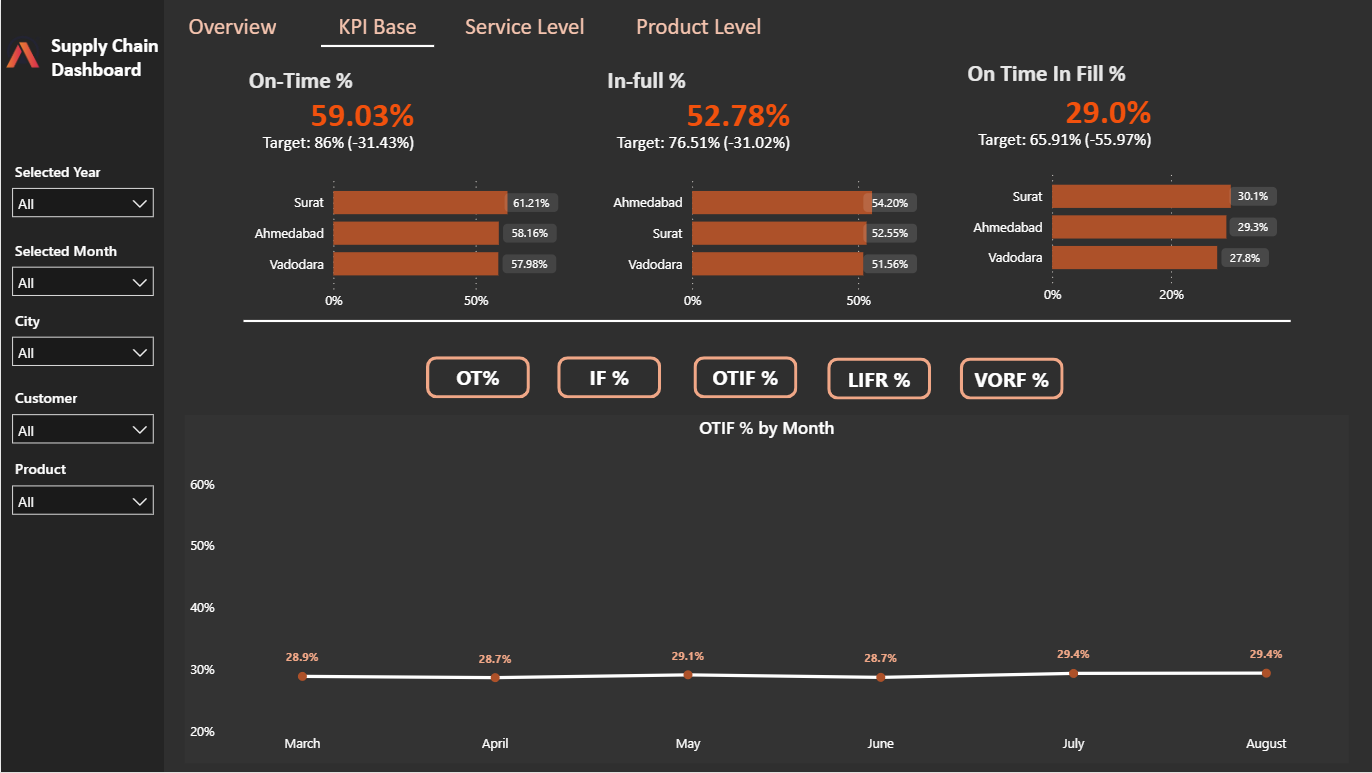 Supply Chain
Dashboard
Overview
KPI Base
Service Level
Product Level
Selected Year
All
Selected Month
All
City
All
Customer
All
Product
All
On-Time %
59.03%
Target: 86% (-31.43%)
Surat
61.21%
Ahmedabad
58.16%
Vadodara
57.98%
0%
50%
In-full %
52.78%
Target: 76.51% (-31.02%)
Ahmedabad
54.20%
Surat
52.55%
Vadodara
51.56%
0%
50%
On Time In Fill %
29.0%
Target: 65.91% (-55.97%)
Surat
30.1%
Ahmedabad
29.3%
Vadodara
27.8%
0%
20%
OT%
IF %
OTIF %
LIFR %
VORF %
OTIF % by Month
60%
50%
40%
30%
20%
28.9%
28.7%
29.1%
28.7%
29.4%
29.4%
March
April
May
June
July
August